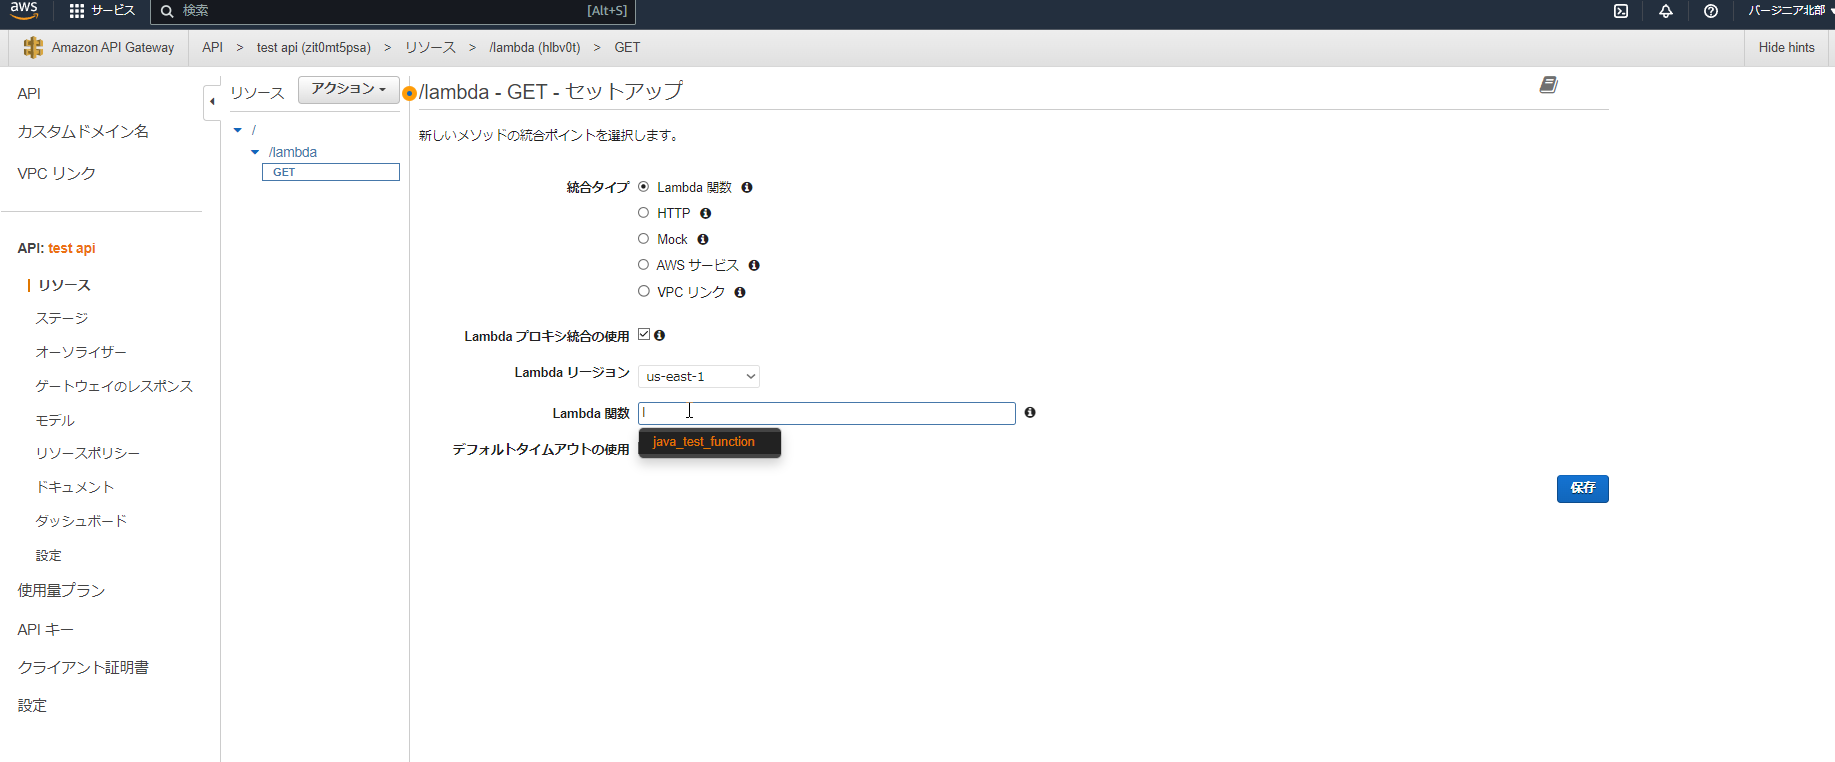 aws
サービス
検索
[Alt+S]
バージニア北部
Amazon API Gateway
API > test api (zit0mt5psa) > リソース > /lambda (hlbv0t) > GET
Hide hints
API
カスタムドメイン名
VPC リンク
API: test api
リソース
ステージ
オーソライザー
ゲートウェイのレスポンス
モデル
リソースポリシー
ドキュメント
ダッシュボード
設定
使用量プラン
API キー
クライアント証明書
設定
リソース
アクション
/
/lambda
GET
/lambda - GET - セットアップ
新しいメソッドの統合ポイントを選択します。
統合タイプ
Lambda 関数
HTTP
Mock
AWS サービス
VPC リンク
Lambda プロキシ統合の使用
Lambda リージョン
us-east-1
Lambda 関数
l
java_test_function
デフォルトタイムアウトの使用
保存